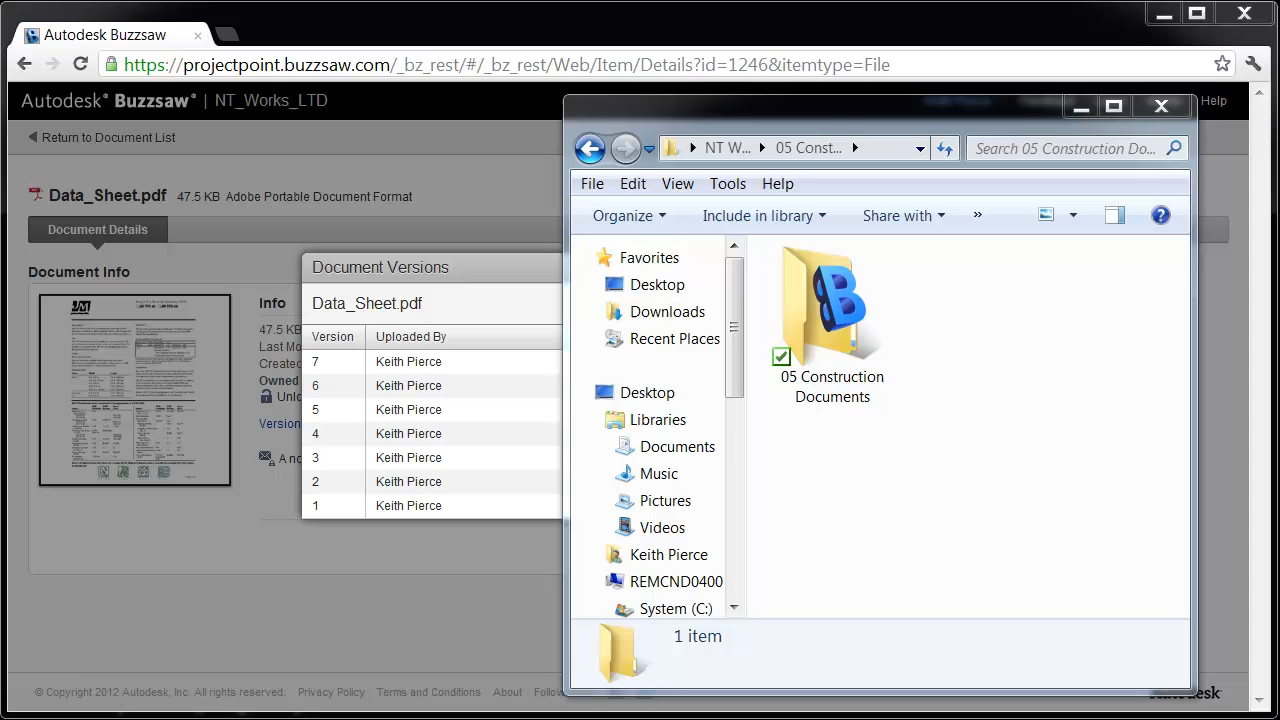 Autodesk Buzzsaw
https://projectpoint.buzzsaw.com/_bz_rest/#/_bz_rest/Web/Item/Details?id=1246&itemtype=File
Autodesk® Buzzsaw® | NT_Works_LTD
Help
Return to Document List
Data_Sheet.pdf 47.5 KB Adobe Portable Document Format
Document Details
Document Info
Info
47.5 KB
Last Mo
Created
Owned
Unlo
Version
A no
Document Versions
Data_Sheet.pdf
Version Uploaded By
7 Keith Pierce
6 Keith Pierce
5 Keith Pierce
4 Keith Pierce
3 Keith Pierce
2 Keith Pierce
1 Keith Pierce
NT W... 05 Const...
Search 05 Construction Do...
File Edit View Tools Help
Organize Include in library Share with »
Favorites
Desktop
Downloads
Recent Places
Desktop
Libraries
Documents
Music
Pictures
Videos
Keith Pierce
REMCND0400
System (C:)
05 Construction
Documents
1 item
© Copyright 2012 Autodesk, Inc. All rights reserved. Privacy Policy Terms and Conditions About Follow
Autodesk